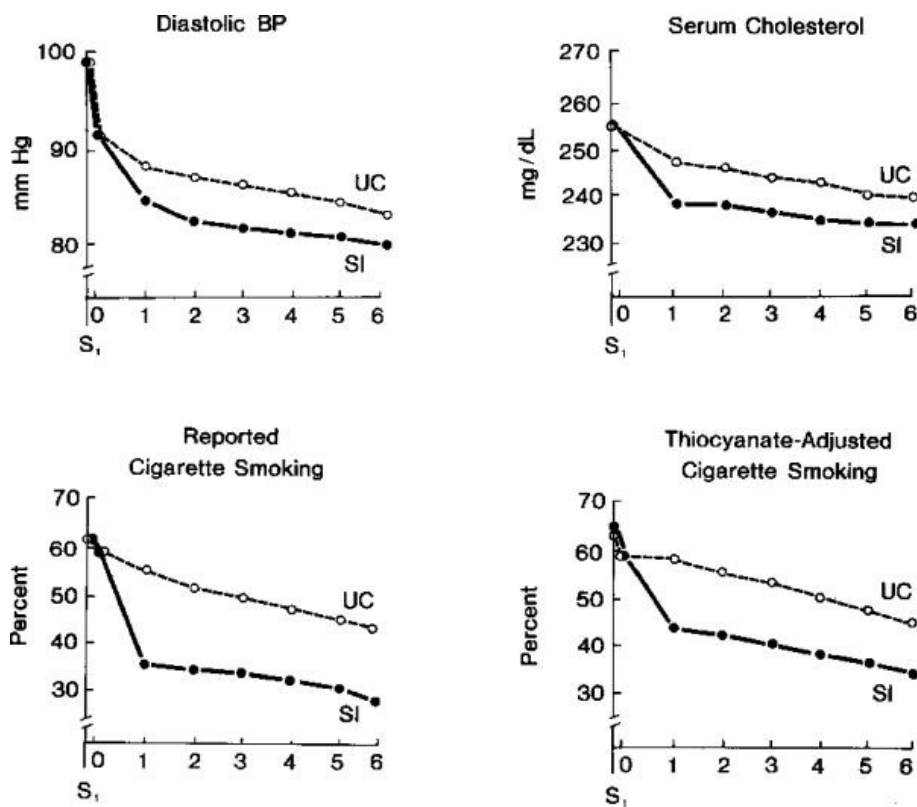 Diastolic BP
100
90
80
mm Hg
UC
SI
0 1 2 3 4 5 6
S₁
Serum Cholesterol
270
260
250
240
230
mg/dL
UC
SI
0 1 2 3 4 5 6
S₁
Reported
Cigarette Smoking
70
60
50
40
30
Percent
UC
SI
0 1 2 3 4 5 6
S₁
Thiocyanate-Adjusted
Cigarette Smoking
70
60
50
40
30
Percent
UC
SI
0 1 2 3 4 5 6
S₁